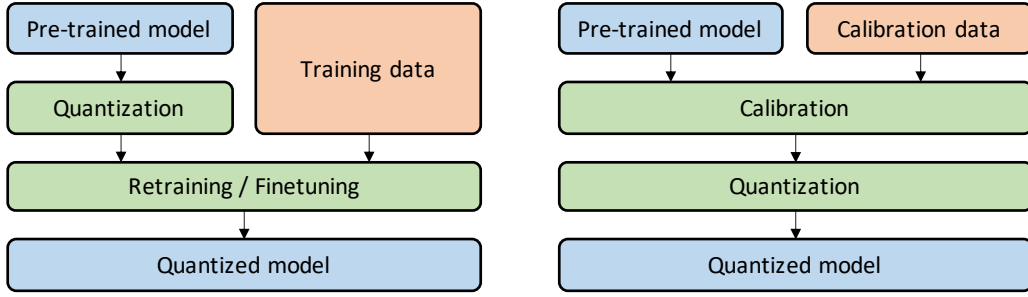 Pre-trained model
Training data
Quantization
Retraining / Finetuning
Quantized model
Pre-trained model
Calibration data
Calibration
Quantization
Quantized model